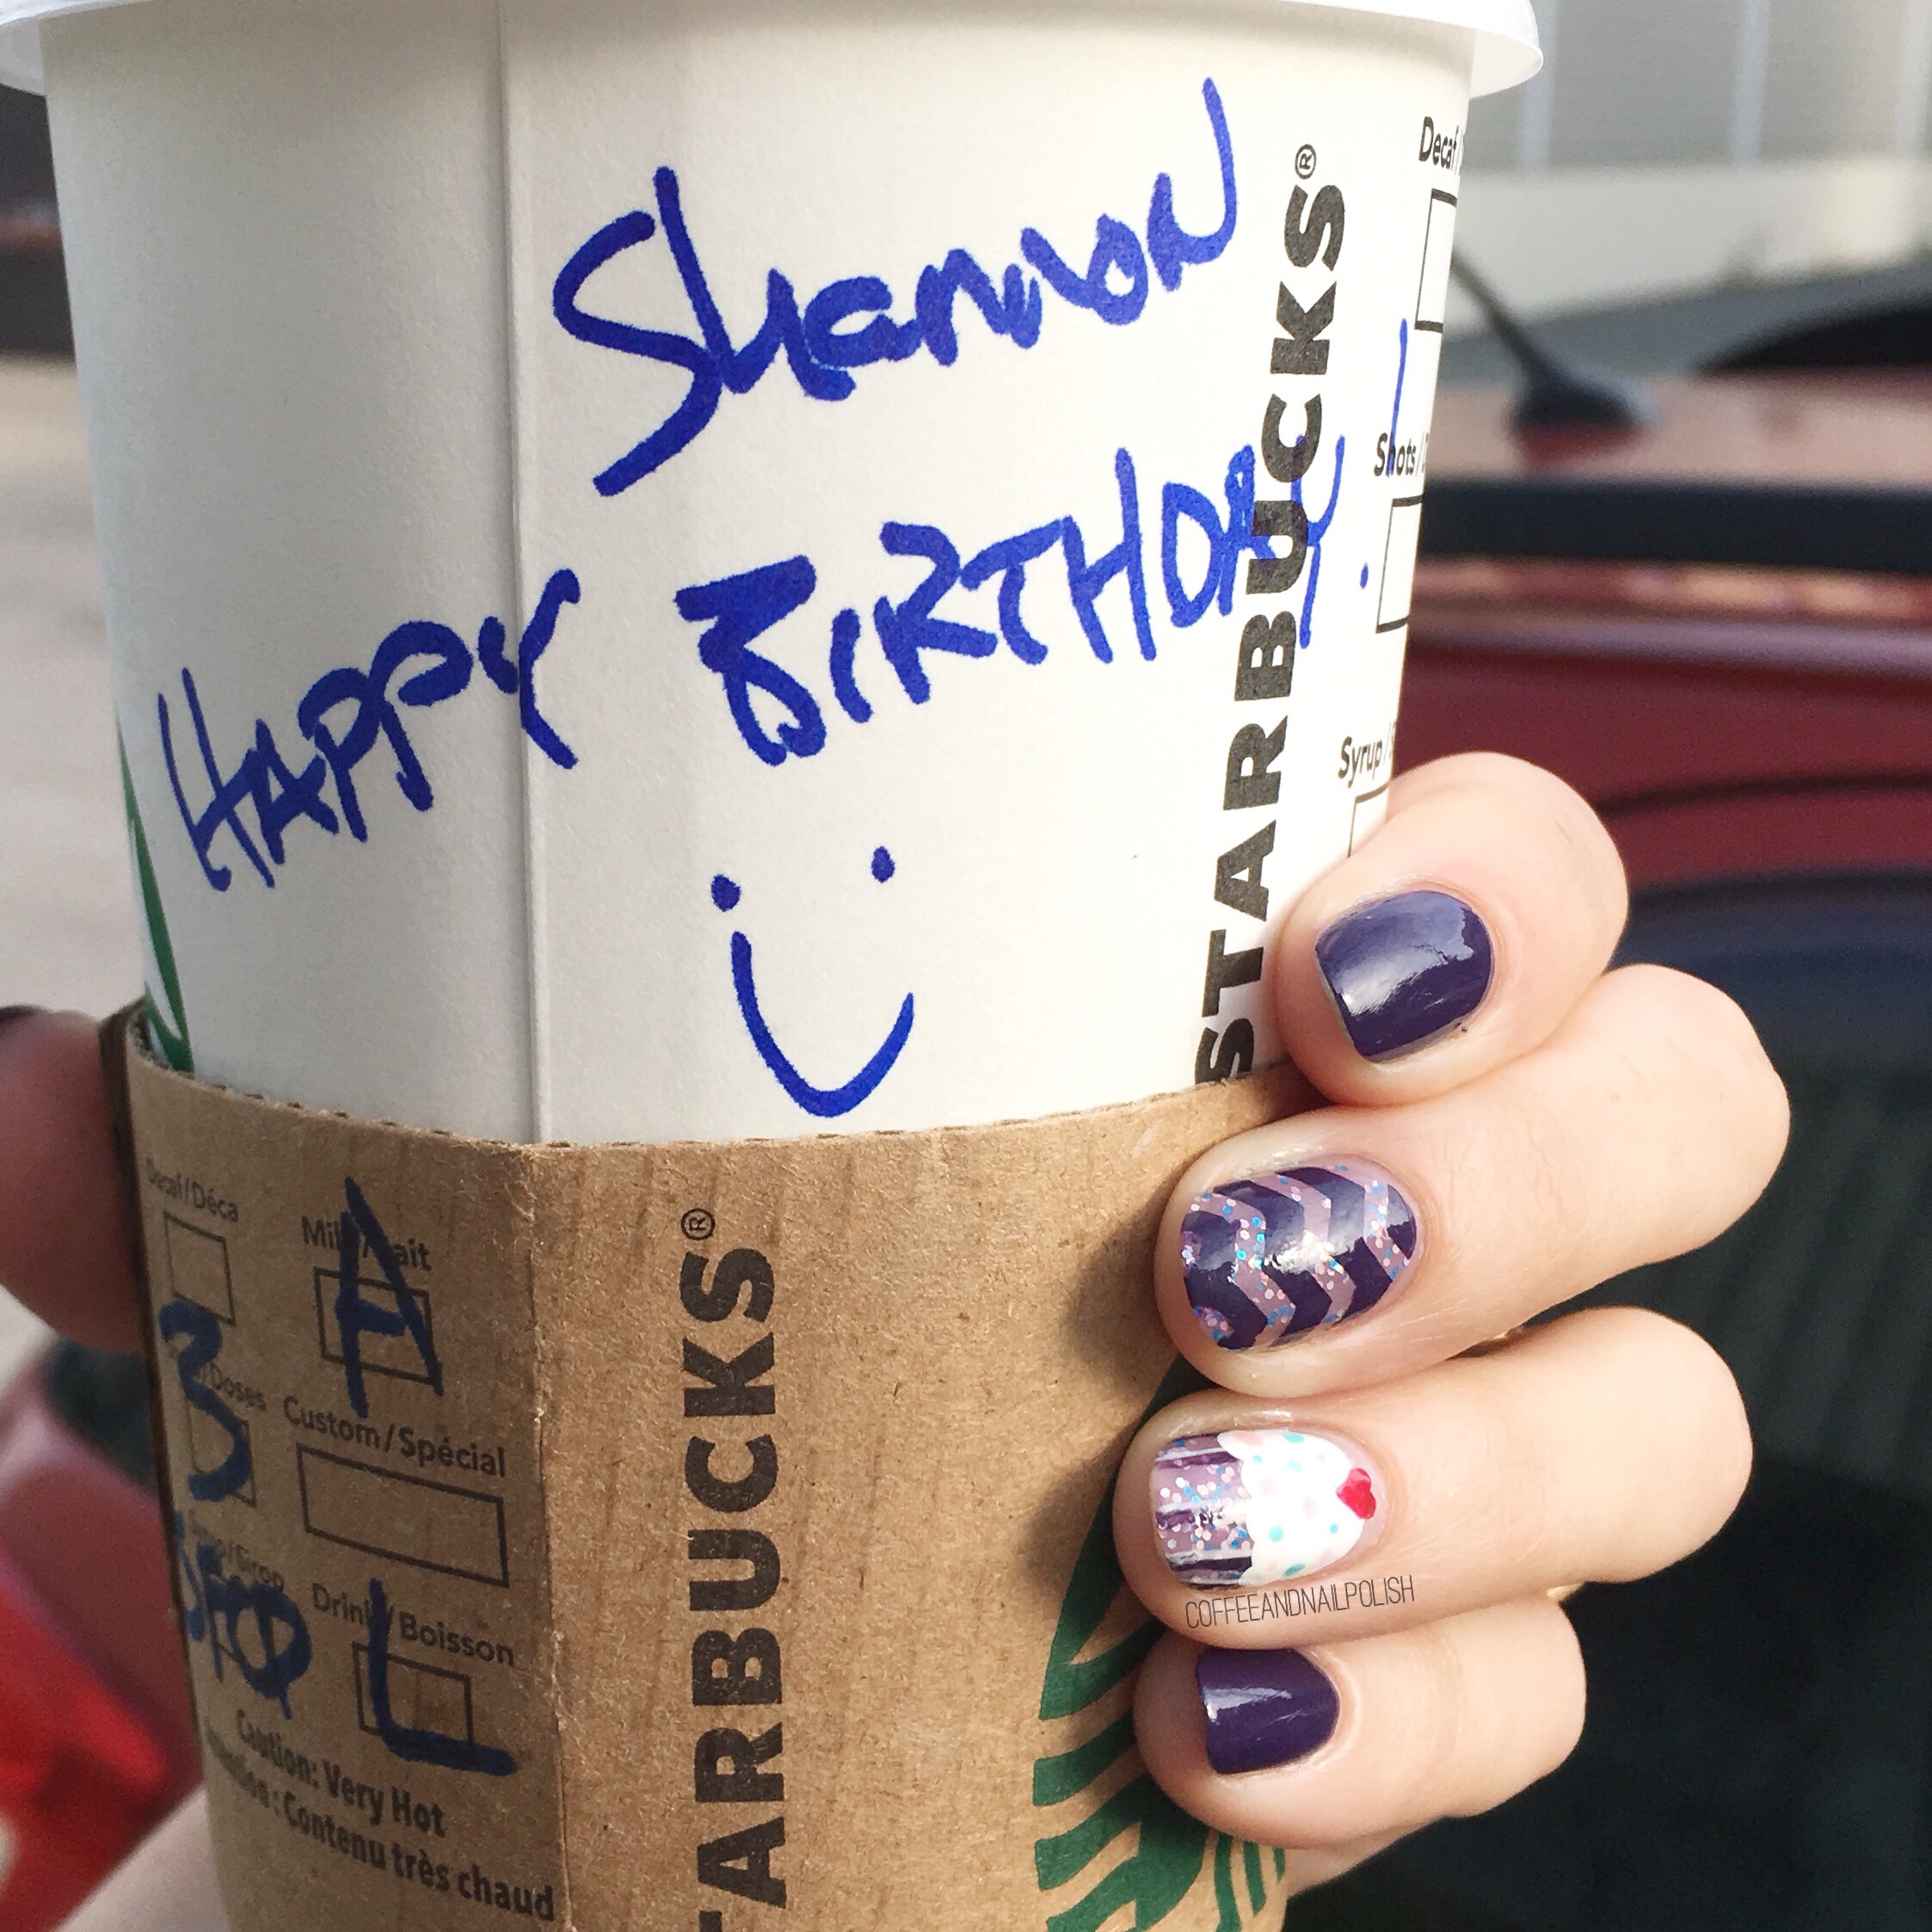 Shannon
HAPPY BIRTHDAY.
STARBUCKS®
Decaf
Shots /
Syrup /
Decaf / Déca
Milk / Lait
A
3
/ Doses
Custom / Spécial
Drink / Boisson
L
Caution: Very Hot
: Contenu très chaud
STARBUCKS®
COFFEEANDNAILPOLISH